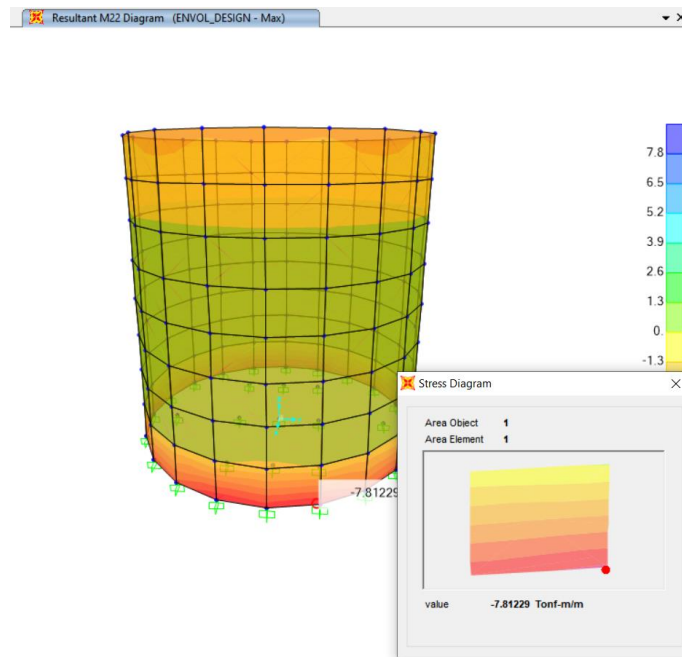 Resultant M22 Diagram (ENVOL_DESIGN - Max)
7.8
6.5
5.2
3.9
2.6
1.3
0.
-1.3
-7.81229
Stress Diagram
Area Object 1
Area Element 1
value -7.81229 Tonf-m/m